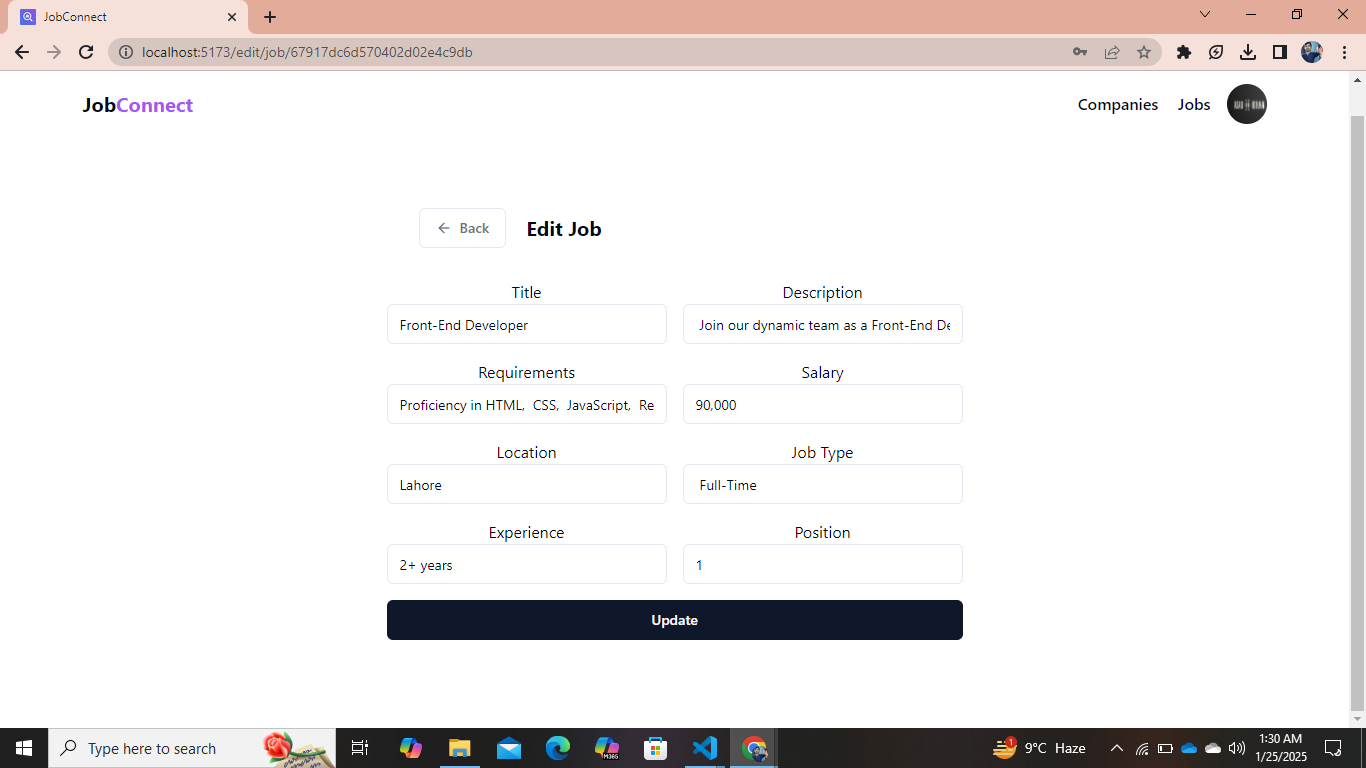 JobConnect
localhost:5173/edit/job/67917dc6d570402d02e4c9db
JobConnect
Companies
Jobs
Back
Edit Job
Title
Description
Front-End Developer
Join our dynamic team as a Front-End De
Requirements
Salary
Proficiency in HTML, CSS, JavaScript, Re
90,000
Location
Job Type
Lahore
Full-Time
Experience
Position
2+ years
1
Update
Type here to search
M365
1
9°C Haze
1:30 AM
1/25/2025